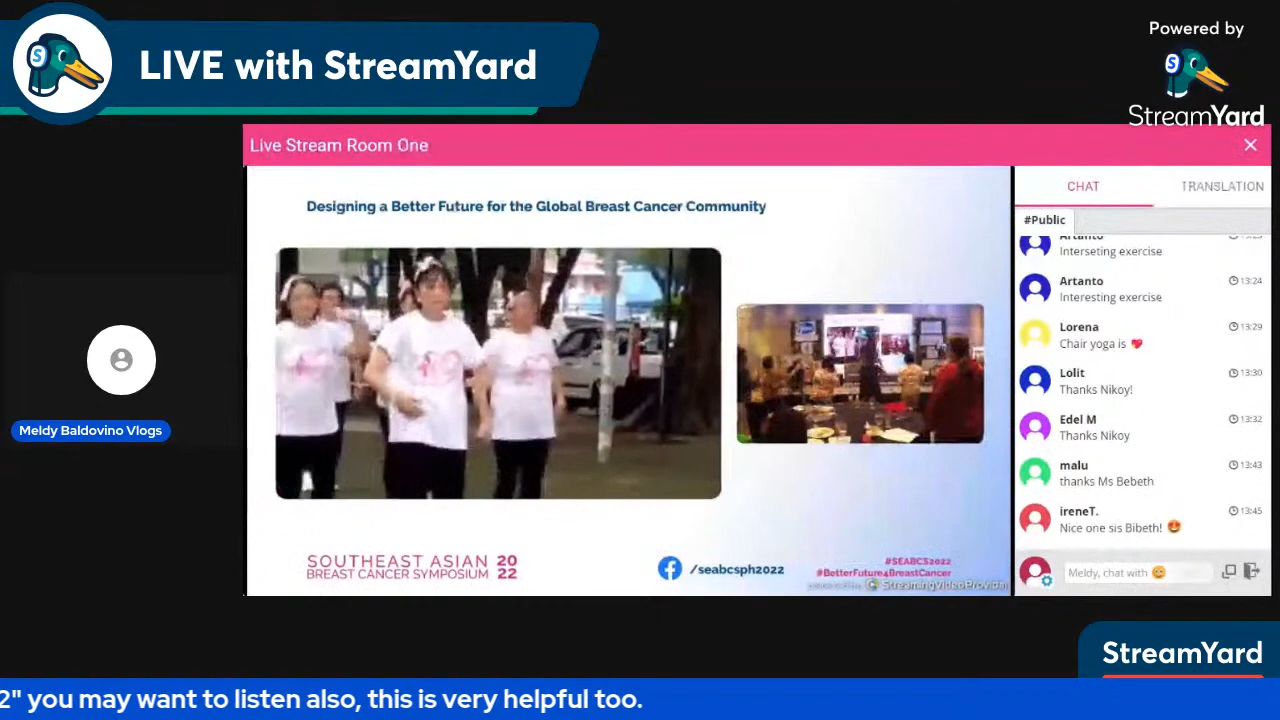 LIVE with StreamYard
Powered by
StreamYard
Live Stream Room One
Designing a Better Future for the Global Breast Cancer Community
SOUTHEAST ASIAN 20
BREAST CANCER SYMPOSIUM 22
/seabcsph2022
#SEABCS2022
#BetterFuture4BreastCancer
StreamingVideoProvider
CHAT
TRANSLATION
#Public
Artanto
Interseting exercise
Artanto 13:24
Interesting exercise
Lorena 13:29
Chair yoga is 💖
Lolit 13:30
Thanks Nikoy!
Edel M 13:32
Thanks Nikoy
malu 13:43
thanks Ms Bebeth
ireneT. 13:45
Nice one sis Bibeth! 😍
Meldy, chat with 😊
Meldy Baldovino Vlogs
StreamYard
2" you may want to listen also, this is very helpful too.